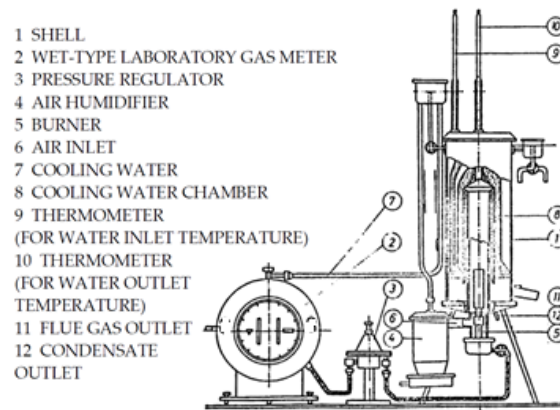 1 SHELL
2 WET-TYPE LABORATORY GAS METER
3 PRESSURE REGULATOR
4 AIR HUMIDIFIER
5 BURNER
6 AIR INLET
7 COOLING WATER
8 COOLING WATER CHAMBER
9 THERMOMETER
(FOR WATER INLET TEMPERATURE)
10 THERMOMETER
(FOR WATER OUTLET
TEMPERATURE)
11 FLUE GAS OUTLET
12 CONDENSATE
OUTLET
10
9
7
8
2
1
3
11
6
12
4
5